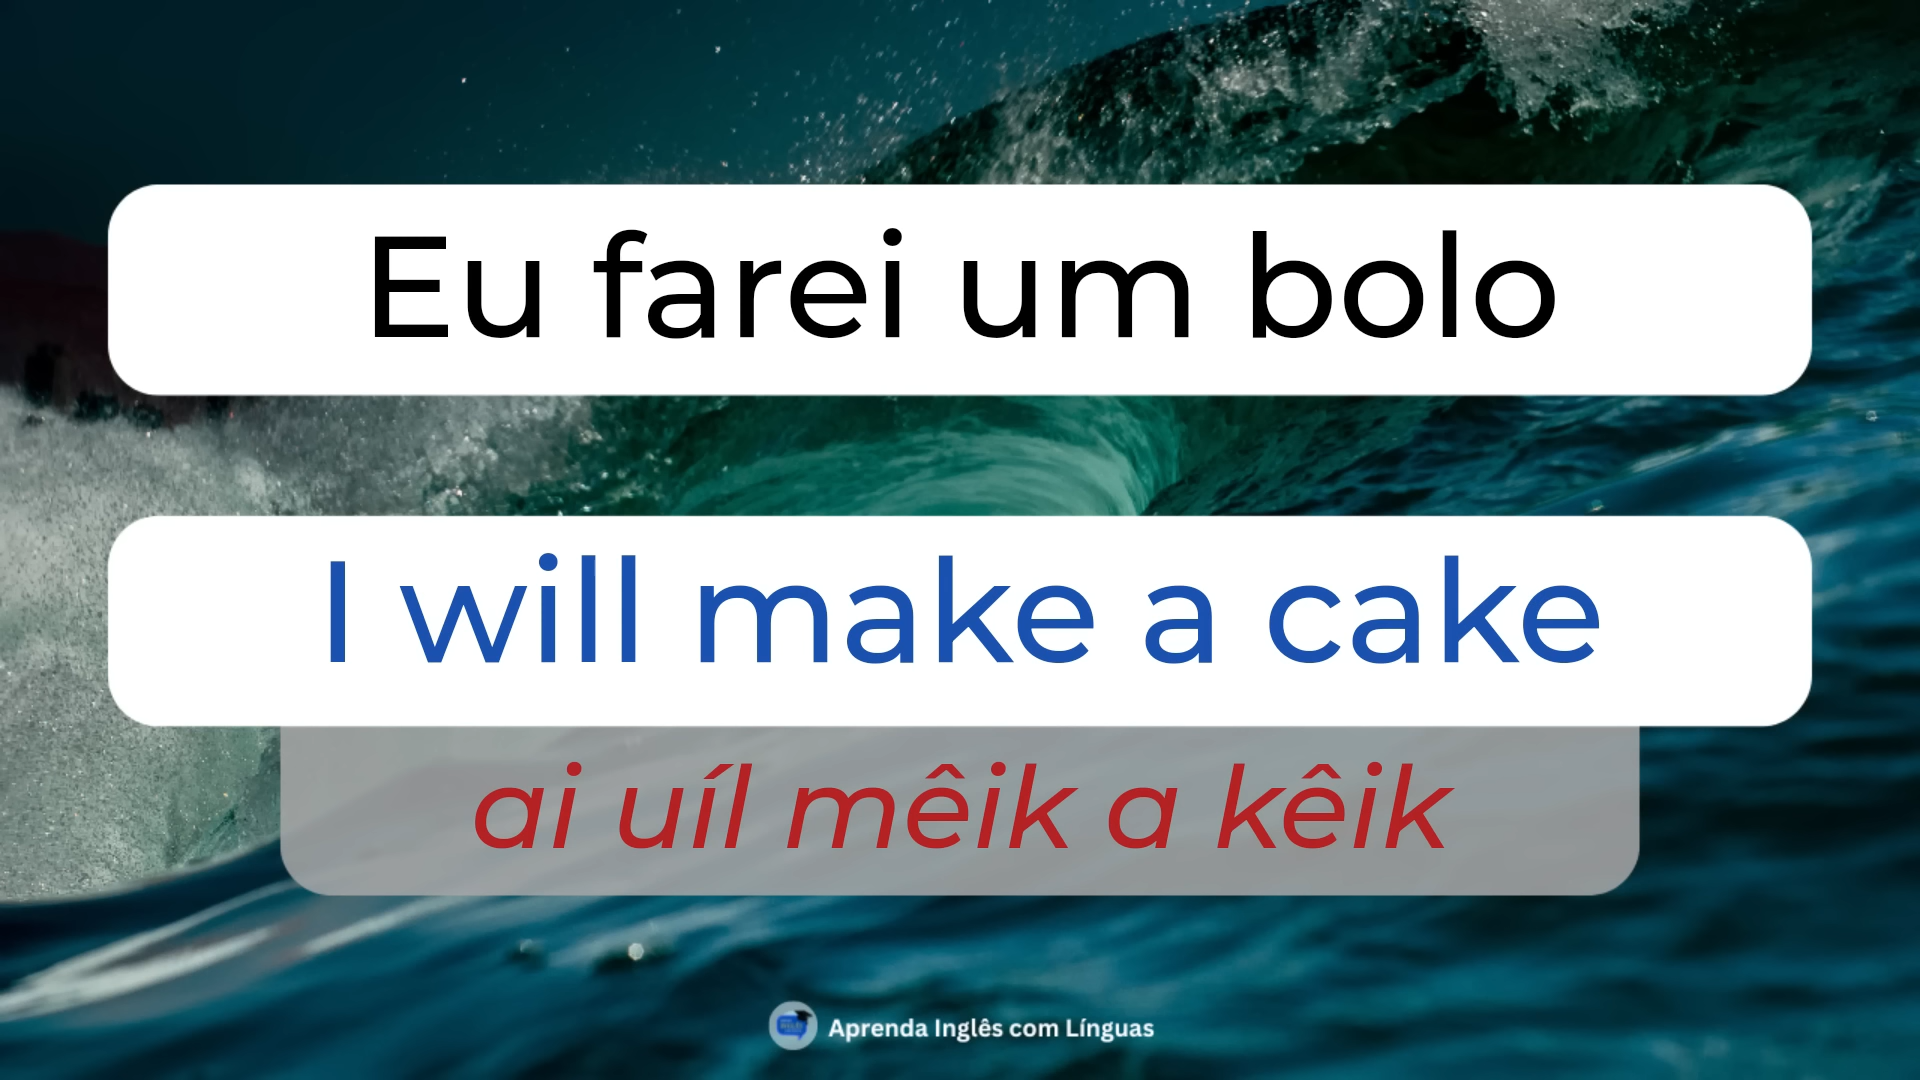 Eu farei um bolo
I will make a cake
ai uíl mêik a kêik
Aprenda Inglês com Línguas